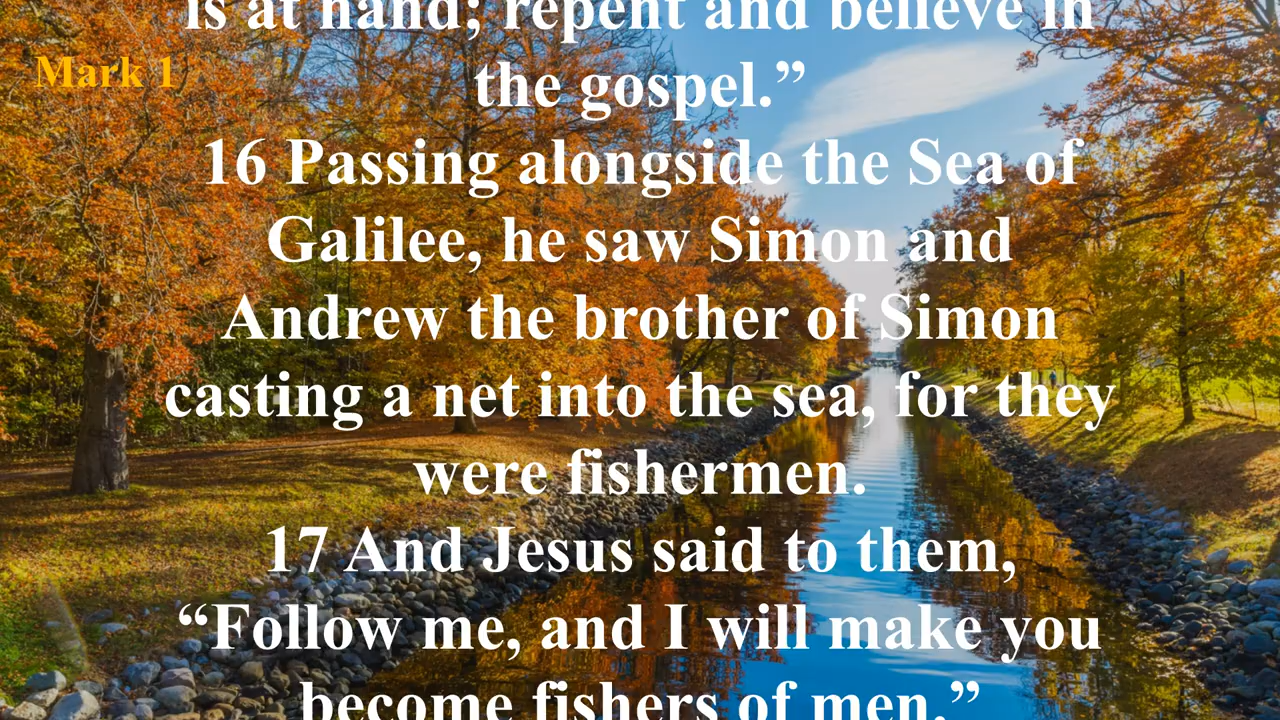 is at hand; repent and believe in
Mark 1
the gospel.”
16 Passing alongside the Sea of
Galilee, he saw Simon and
Andrew the brother of Simon
casting a net into the sea, for they
were fishermen.
17 And Jesus said to them,
“Follow me, and I will make you
become fishers of men.”